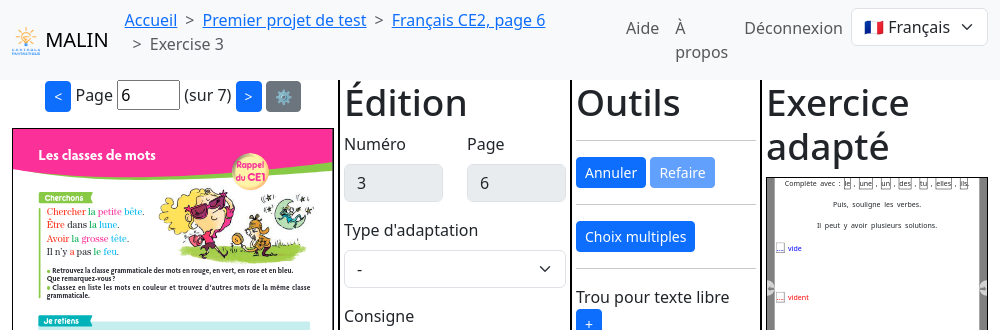 MALIN
Accueil > Premier projet de test > Français CE2, page 6
> Exercise 3
Aide
À propos
Déconnexion
🇫🇷 Français
< Page 6 (sur 7) > ⚙️
Les classes de mots
Rappel
du CE1
Cherchons
Chercher la petite bête.
Être dans la lune.
Avoir la grosse tête.
Il n'y a pas le feu.
• Retrouvez la classe grammaticale des mots en rouge, en vert, en rose et en bleu.
Que remarquez-vous ?
• Classez en liste les mots en couleur et trouvez d'autres mots de la même classe
grammaticale.
Je retiens
Édition
Numéro
Page
3
6
Type d'adaptation
-
Consigne
Outils
Annuler
Refaire
Choix multiples
Trou pour texte libre
+
Exercice
adapté
Complète avec : le , une , un , des , tu , elles , ils.
Puis, souligne les verbes.
Il peut y avoir plusieurs solutions.
... vide
... vident